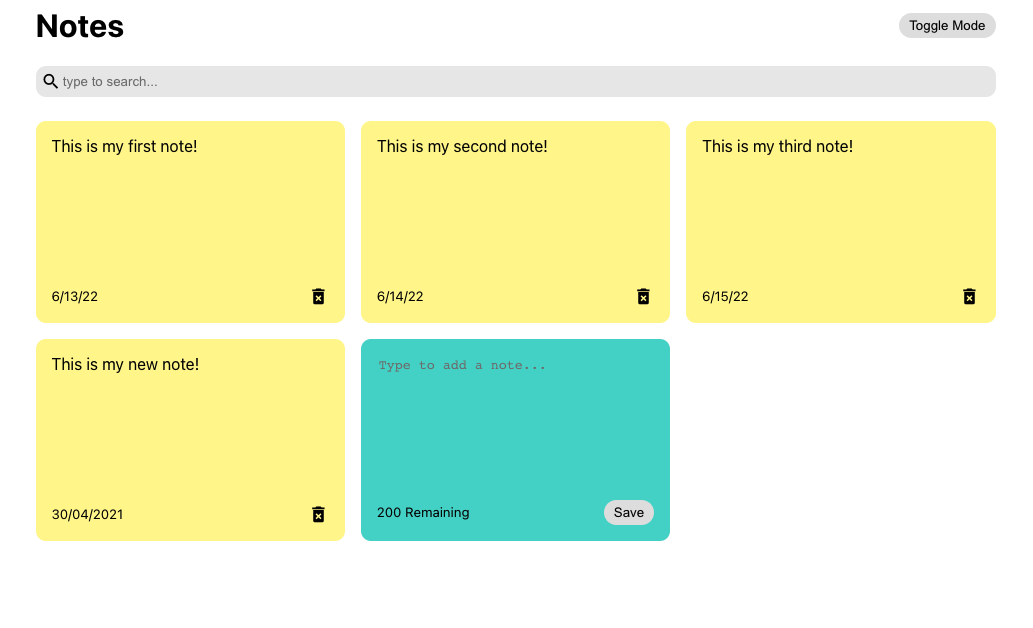 Notes
Toggle Mode
type to search...
This is my first note!
6/13/22
This is my second note!
6/14/22
This is my third note!
6/15/22
This is my new note!
30/04/2021
Type to add a note...
200 Remaining
Save